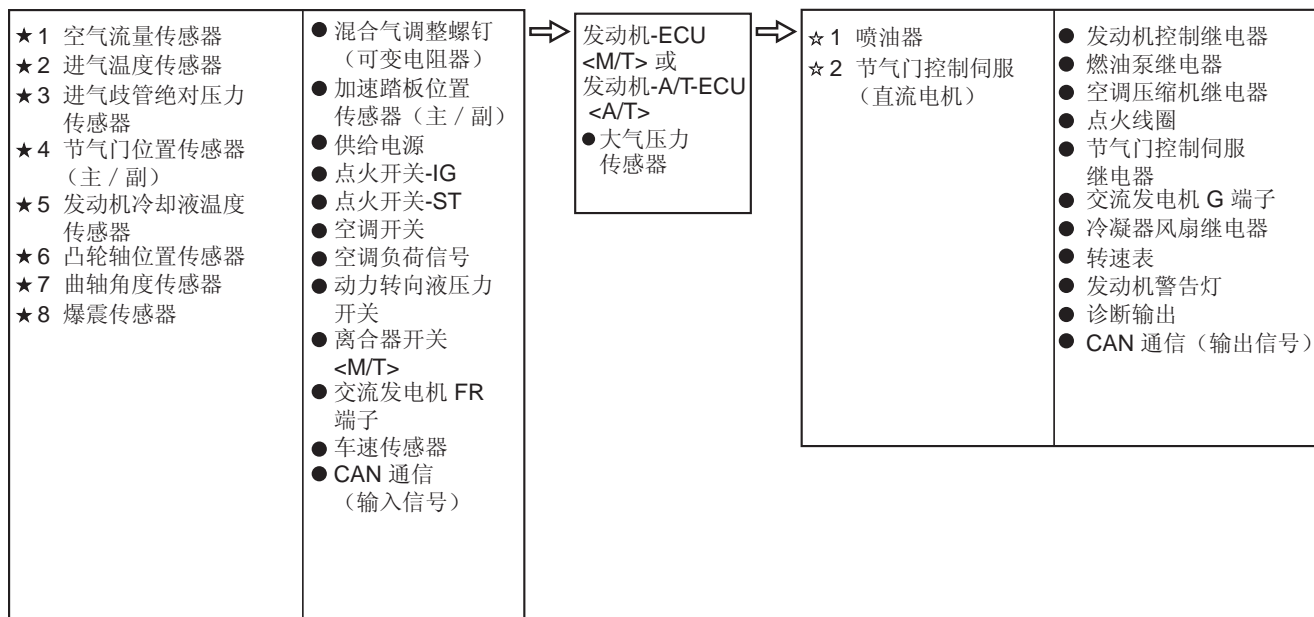 ★1 空气流量传感器
★2 进气温度传感器
★3 进气歧管绝对压力
传感器
★4 节气门位置传感器
（主 / 副）
★5 发动机冷却液温度
传感器
★6 凸轮轴位置传感器
★7 曲轴角度传感器
★8 爆震传感器
● 混合气调整螺钉
（可变电阻器）
● 加速踏板位置
传感器（主 / 副）
● 供给电源
● 点火开关-IG
● 点火开关-ST
● 空调开关
● 空调负荷信号
● 动力转向液压力
开关
● 离合器开关
<M/T>
● 交流发电机 FR
端子
● 车速传感器
● CAN 通信
（输入信号）
发动机-ECU
<M/T> 或
发动机-A/T-ECU
<A/T>
●大气压力
传感器
☆1 喷油器
☆2 节气门控制伺服
（直流电机）
● 发动机控制继电器
● 燃油泵继电器
● 空调压缩机继电器
● 点火线圈
● 节气门控制伺服
继电器
● 交流发电机 G 端子
● 冷凝器风扇继电器
● 转速表
● 发动机警告灯
● 诊断输出
● CAN 通信（输出信号）